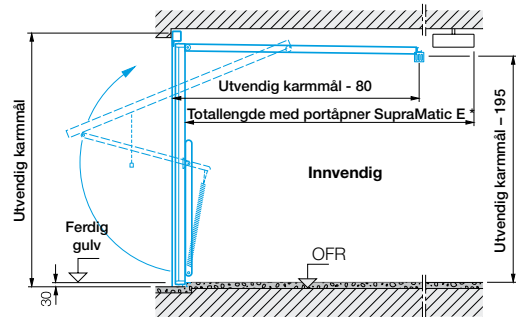 Utvendig karmmål
Utvendig karmmål - 80
Totallengde med portåpner SupraMatic E *
Utvendig karmmål – 195
Innvendig
Ferdig
gulv
OFR
30